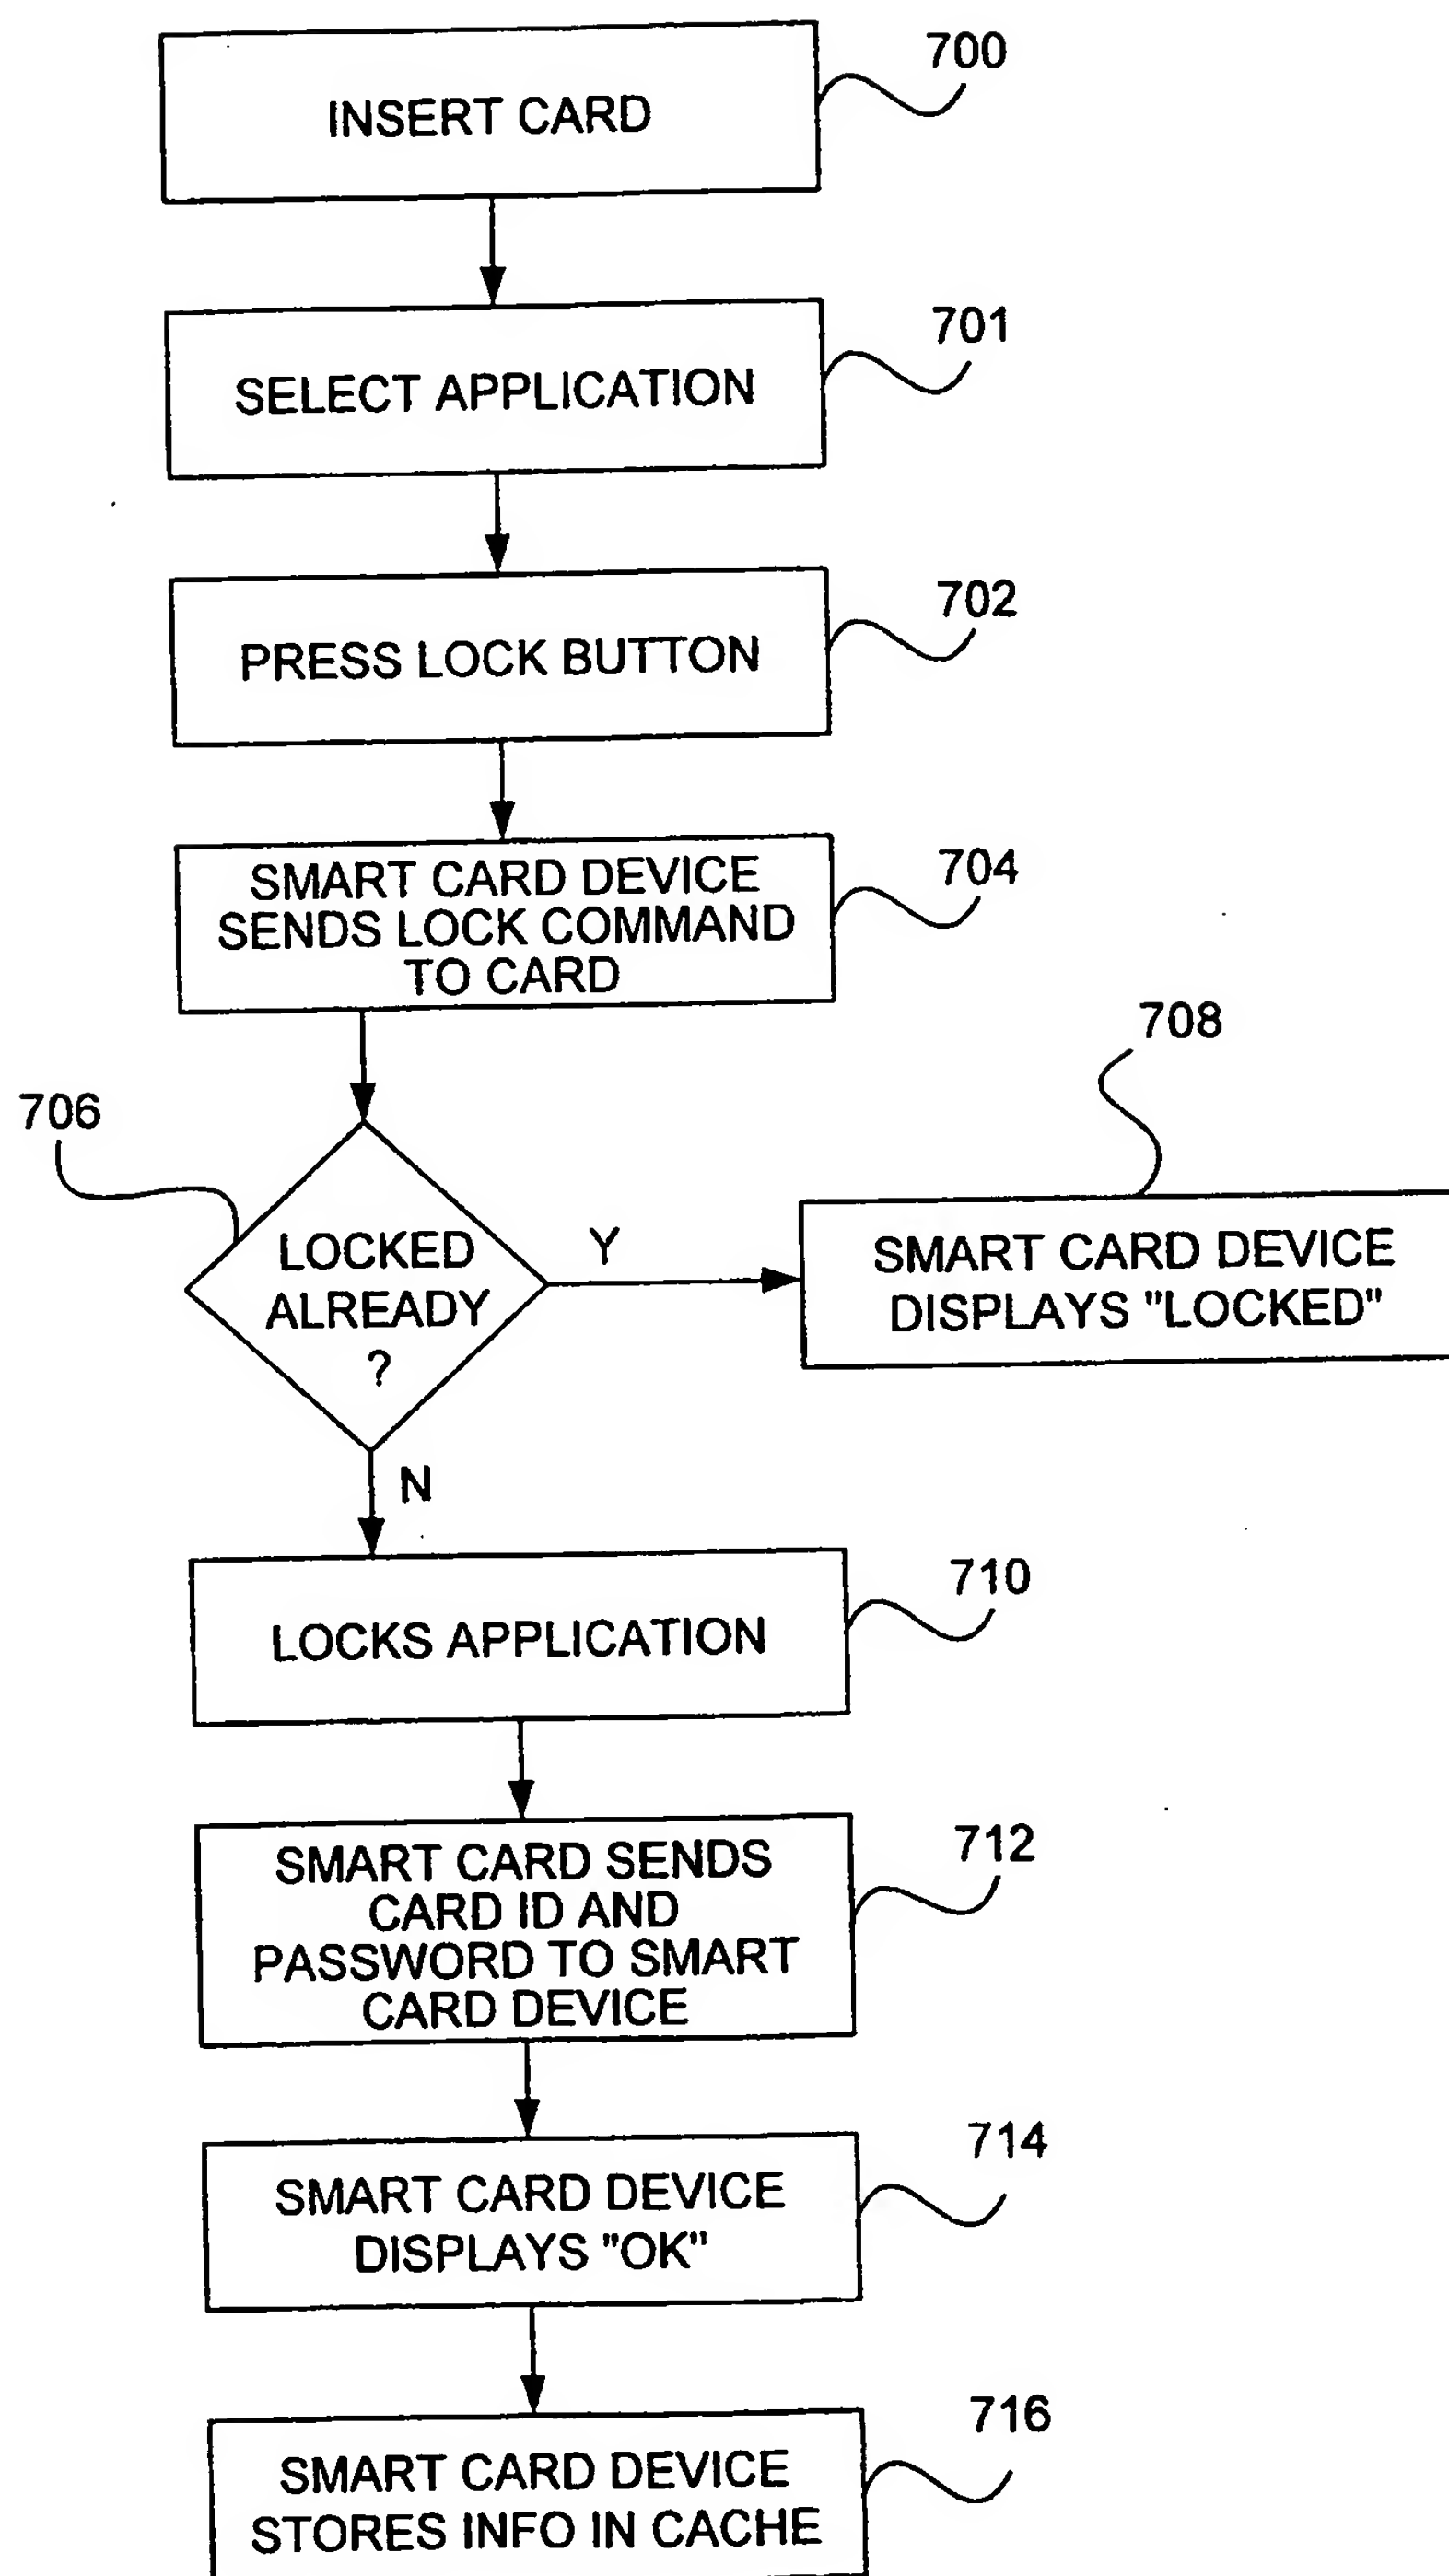 700
INSERT CARD
701
SELECT APPLICATION
702
PRESS LOCK BUTTON
704
SMART CARD DEVICE
SENDS LOCK COMMAND
TO CARD
706
708
LOCKED
ALREADY
?
Y
SMART CARD DEVICE
DISPLAYS "LOCKED"
N
710
LOCKS APPLICATION
712
SMART CARD SENDS
CARD ID AND
PASSWORD TO SMART
CARD DEVICE
714
SMART CARD DEVICE
DISPLAYS "OK"
716
SMART CARD DEVICE
STORES INFO IN CACHE